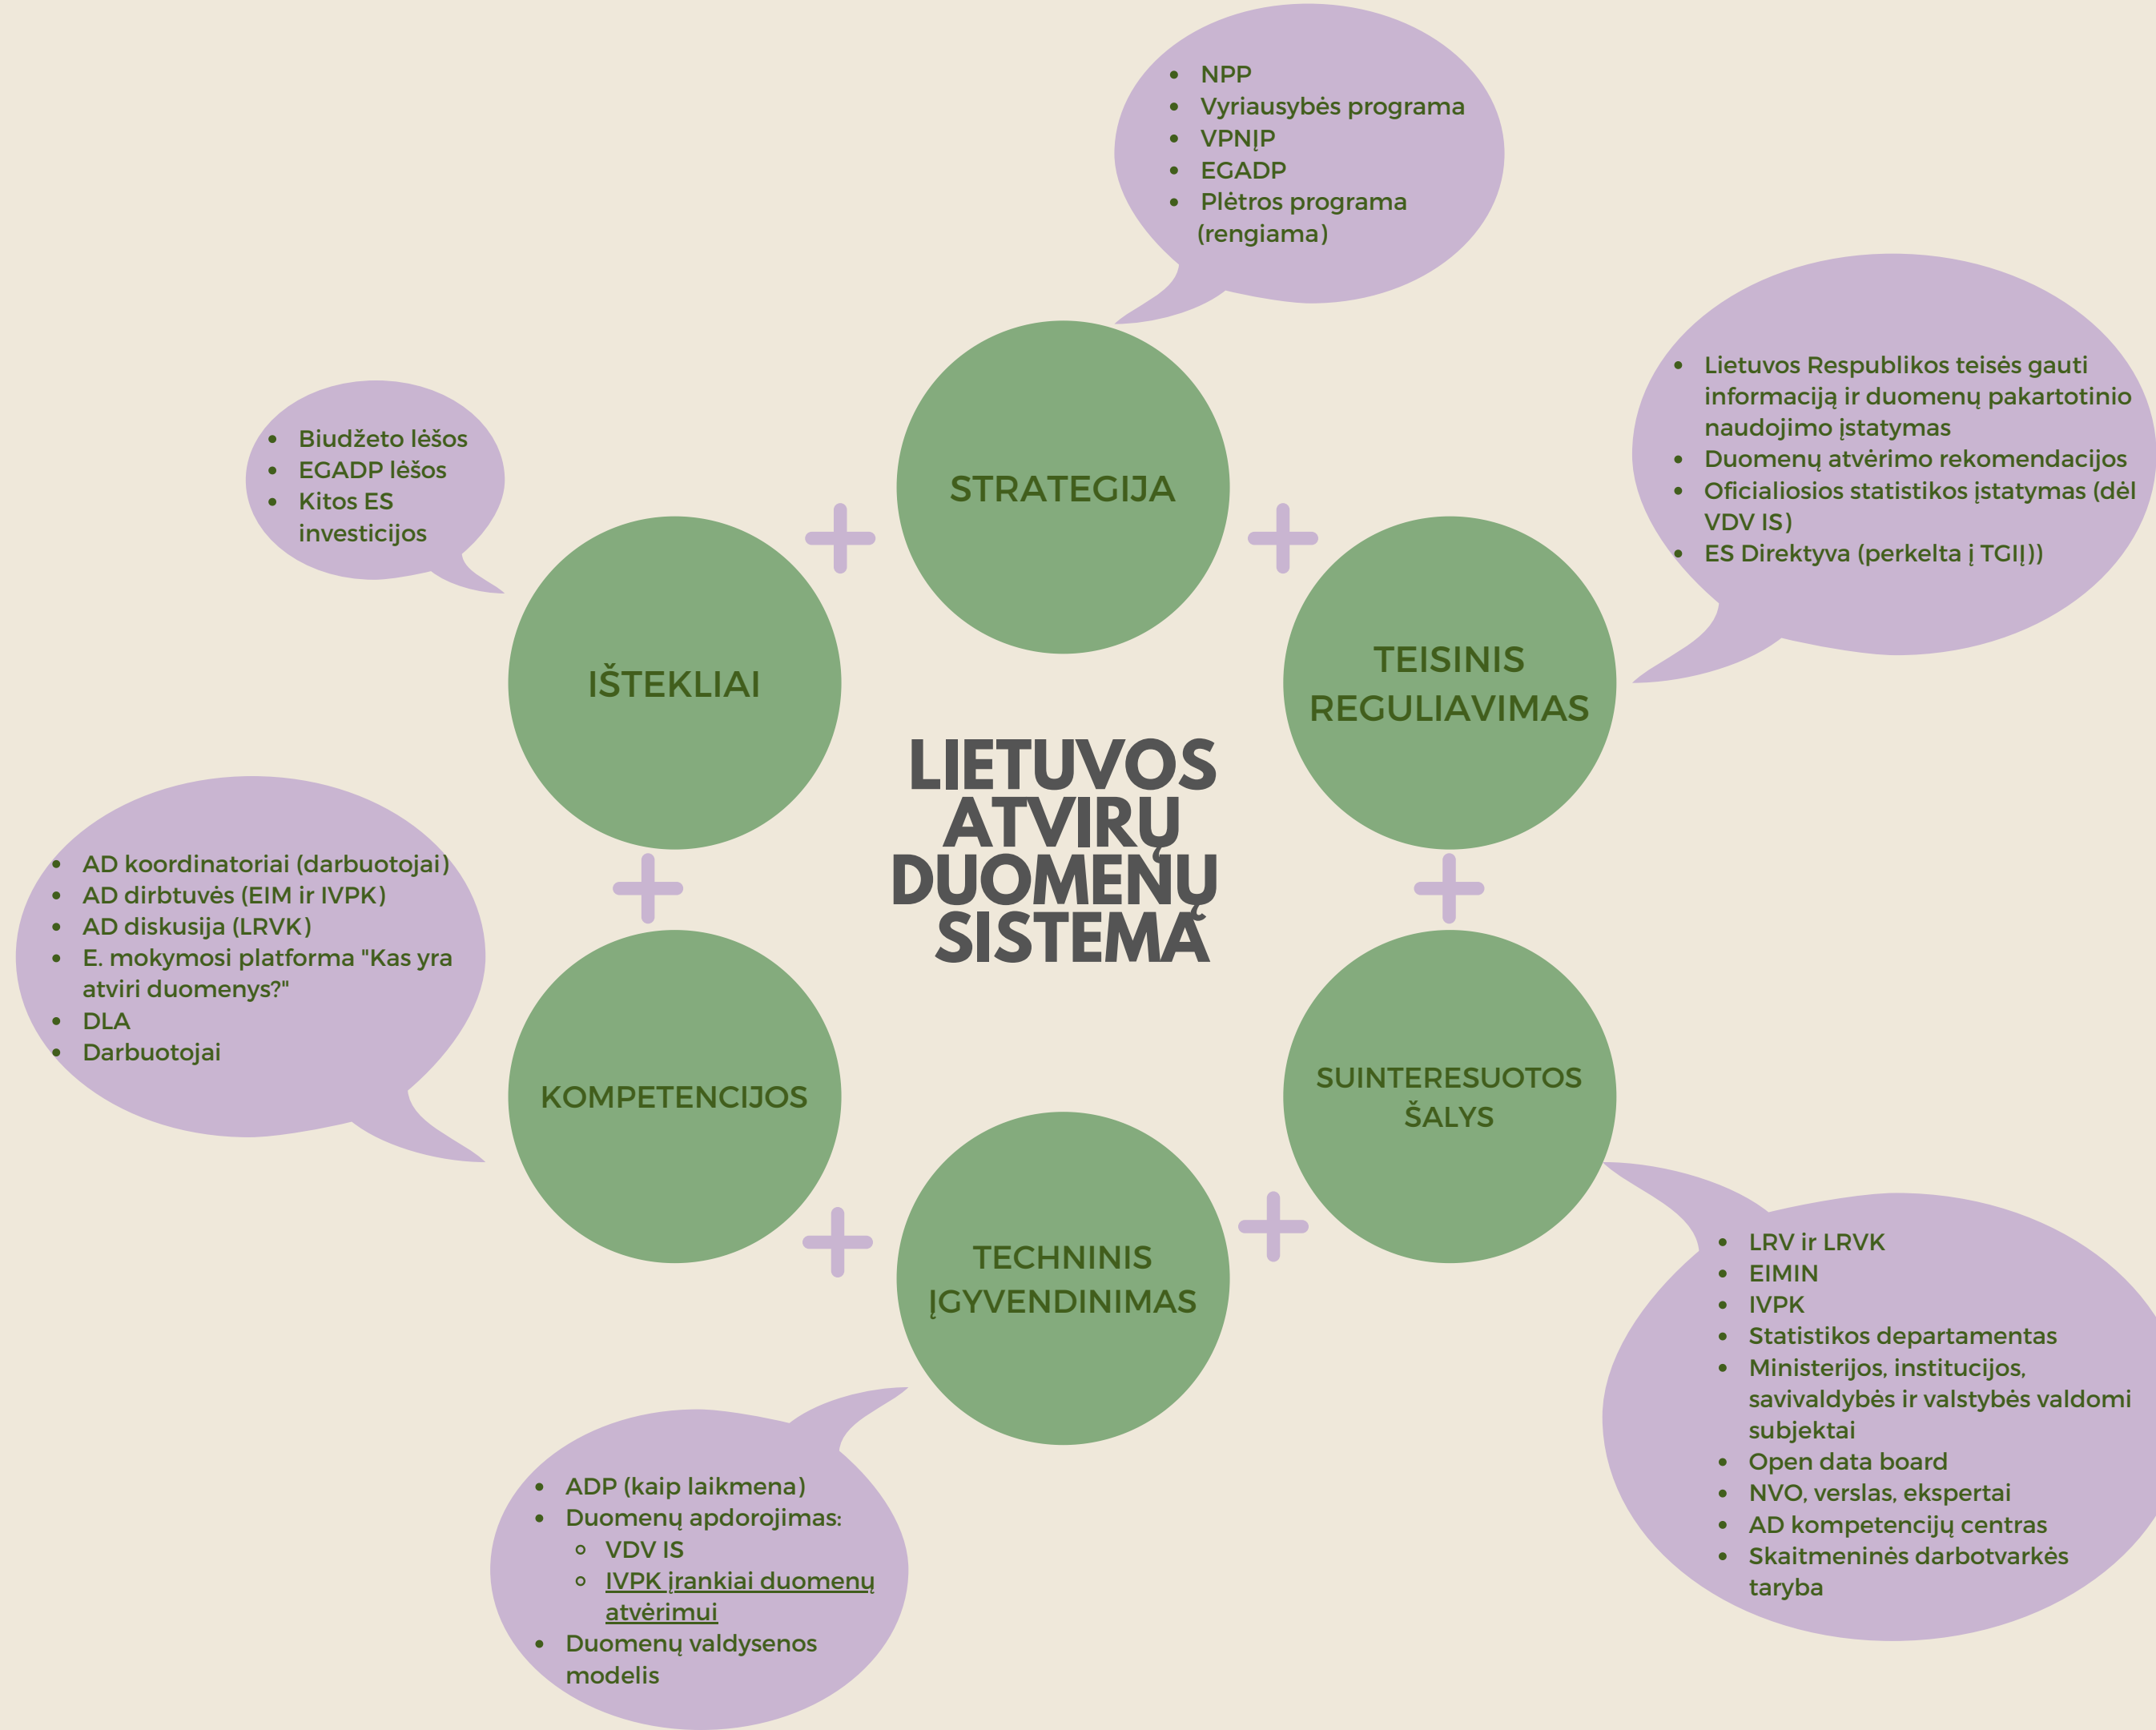 LIETUVOS
ATVIRŲ
DUOMENŲ
SISTEMA
STRATEGIJA
• NPP
• Vyriausybės programa
• VPNĮP
• EGADP
• Plėtros programa
(rengiama)
TEISINIS
REGULIAVIMAS
• Lietuvos Respublikos teisės gauti
informaciją ir duomenų pakartotinio
naudojimo įstatymas
• Duomenų atvėrimo rekomendacijos
• Oficialiosios statistikos įstatymas (dėl
VDV IS)
• ES Direktyva (perkelta į TGIĮ))
SUINTERESUOTOS
ŠALYS
• LRV ir LRVK
• EIMIN
• IVPK
• Statistikos departamentas
• Ministerijos, institucijos,
savivaldybės ir valstybės valdomi
subjektai
• Open data board
• NVO, verslas, ekspertai
• AD kompetencijų centras
• Skaitmeninės darbotvarkės
taryba
TECHNINIS
ĮGYVENDINIMAS
• ADP (kaip laikmena)
• Duomenų apdorojimas:
◦ VDV IS
◦ IVPK įrankiai duomenų
atvėrimui
• Duomenų valdysenos
modelis
KOMPETENCIJOS
• AD koordinatoriai (darbuotojai)
• AD dirbtuvės (EIM ir IVPK)
• AD diskusija (LRVK)
• E. mokymosi platforma "Kas yra
atviri duomenys?"
• DLA
• Darbuotojai
IŠTEKLIAI
• Biudžeto lėšos
• EGADP lėšos
• Kitos ES
investicijos